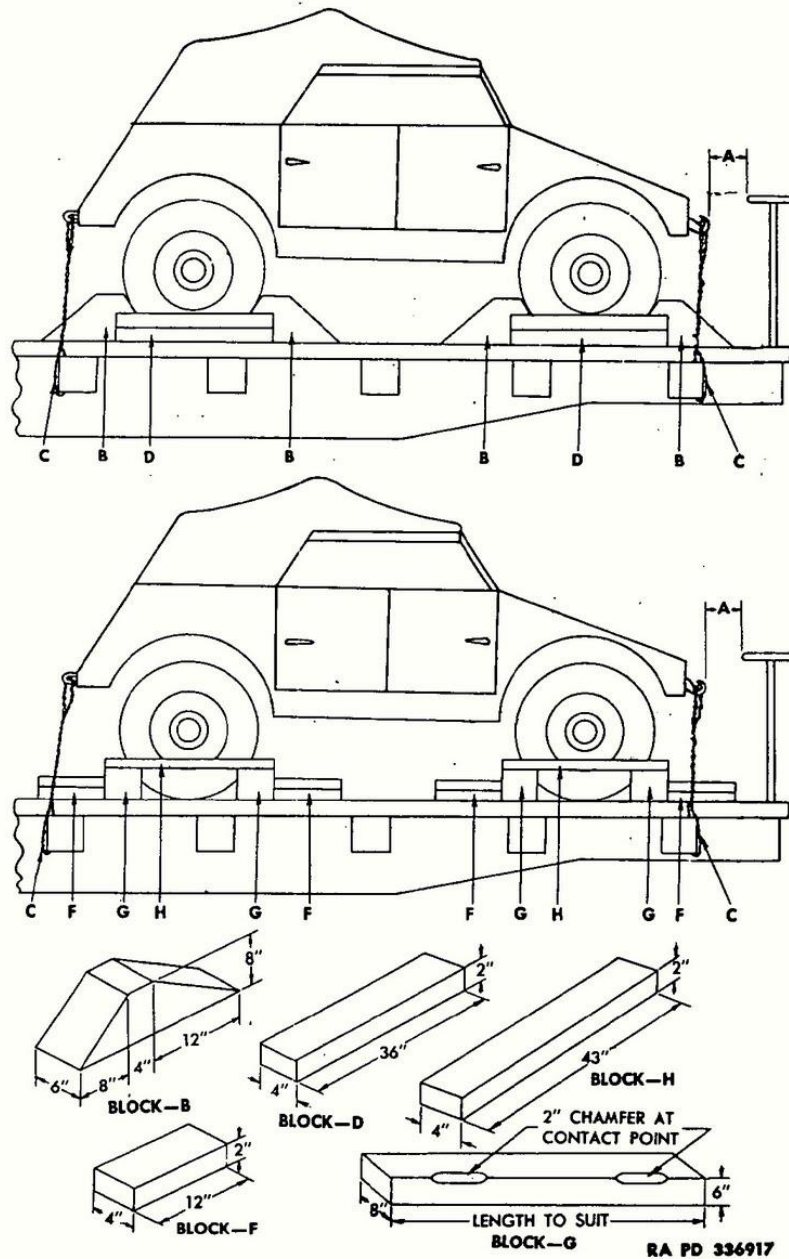 A
C B D B B D B C
A
C F G H G F F G H G F C
8"
12"
4"
8"
6"
BLOCK—B
2"
36"
4"
BLOCK—D
2"
43"
4"
BLOCK—H
2"
12"
4"
BLOCK—F
2" CHAMFER AT
CONTACT POINT
6"
8"
LENGTH TO SUIT
BLOCK—G
RA PD 336917